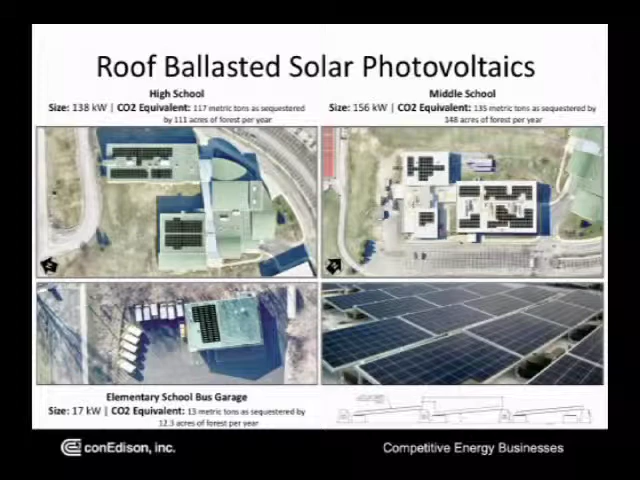 Roof Ballasted Solar Photovoltaics
High School
Size: 138 kW | CO2 Equivalent: 117 metric tons as sequestered
by 111 acres of forest per year
Middle School
Size: 156 kW | CO2 Equivalent: 135 metric tons as sequestered by
148 acres of forest per year
Elementary School Bus Garage
Size: 17 kW | CO2 Equivalent: 13 metric tons as sequestered by
12.3 acres of forest per year
conEdison, inc.
Competitive Energy Businesses